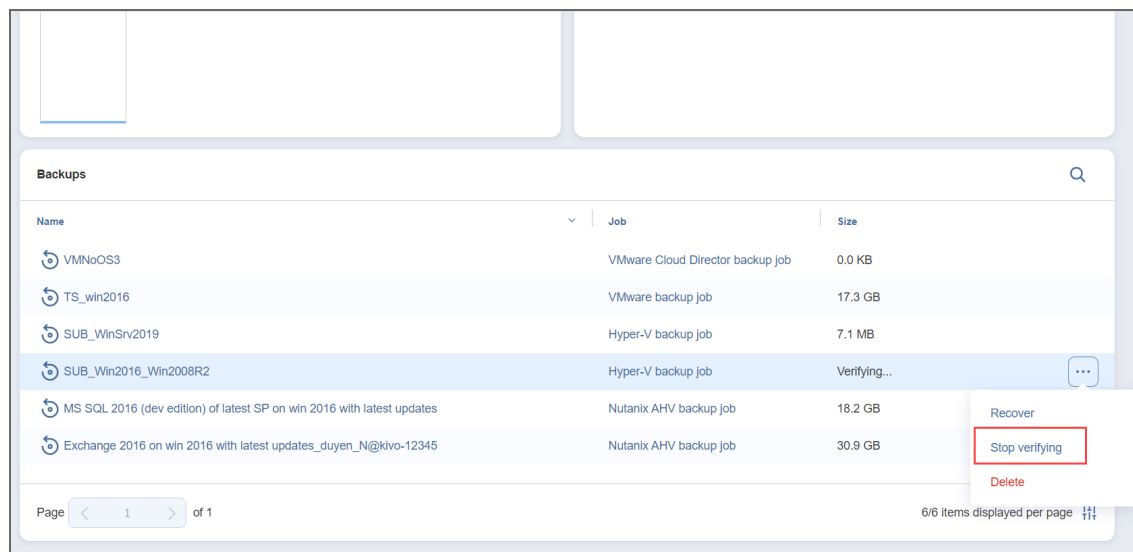 Backups
Name Job Size
VMNoOS3 VMware Cloud Director backup job 0.0 KB
TS_win2016 VMware backup job 17.3 GB
SUB_WinSrv2019 Hyper-V backup job 7.1 MB
SUB_Win2016_Win2008R2 Hyper-V backup job Verifying...
MS SQL 2016 (dev edition) of latest SP on win 2016 with latest updates Nutanix AHV backup job 18.2 GB
Exchange 2016 on win 2016 with latest updates_duyen_N@kivo-12345 Nutanix AHV backup job 30.9 GB
Recover
Stop verifying
Delete
Page 1 of 1 6/6 items displayed per page